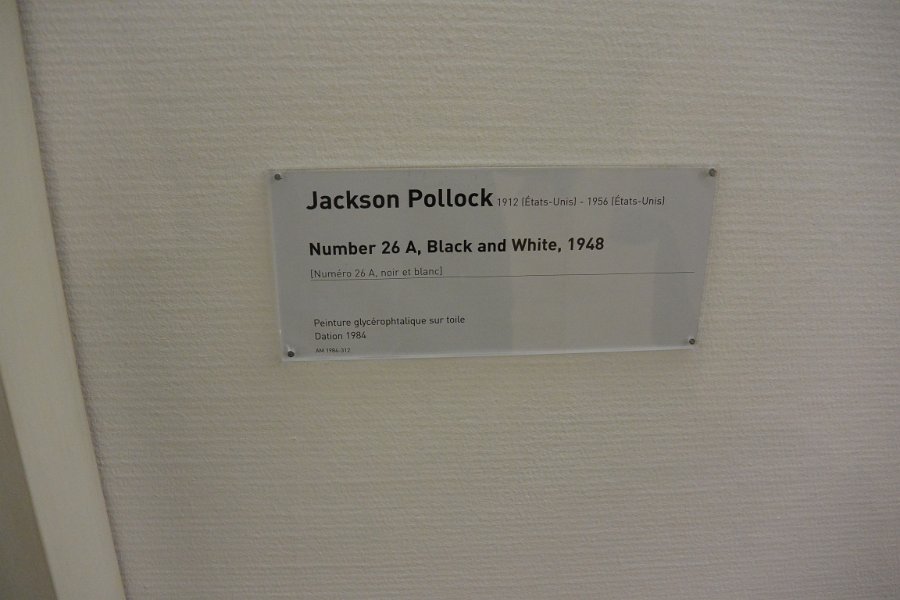 Jackson Pollock 1912 (États-Unis) - 1956 (États-Unis)
Number 26 A, Black and White, 1948
[Numéro 26 A, noir et blanc]
Peinture glycérophtalique sur toile
Dation 1984
AM 1984-312